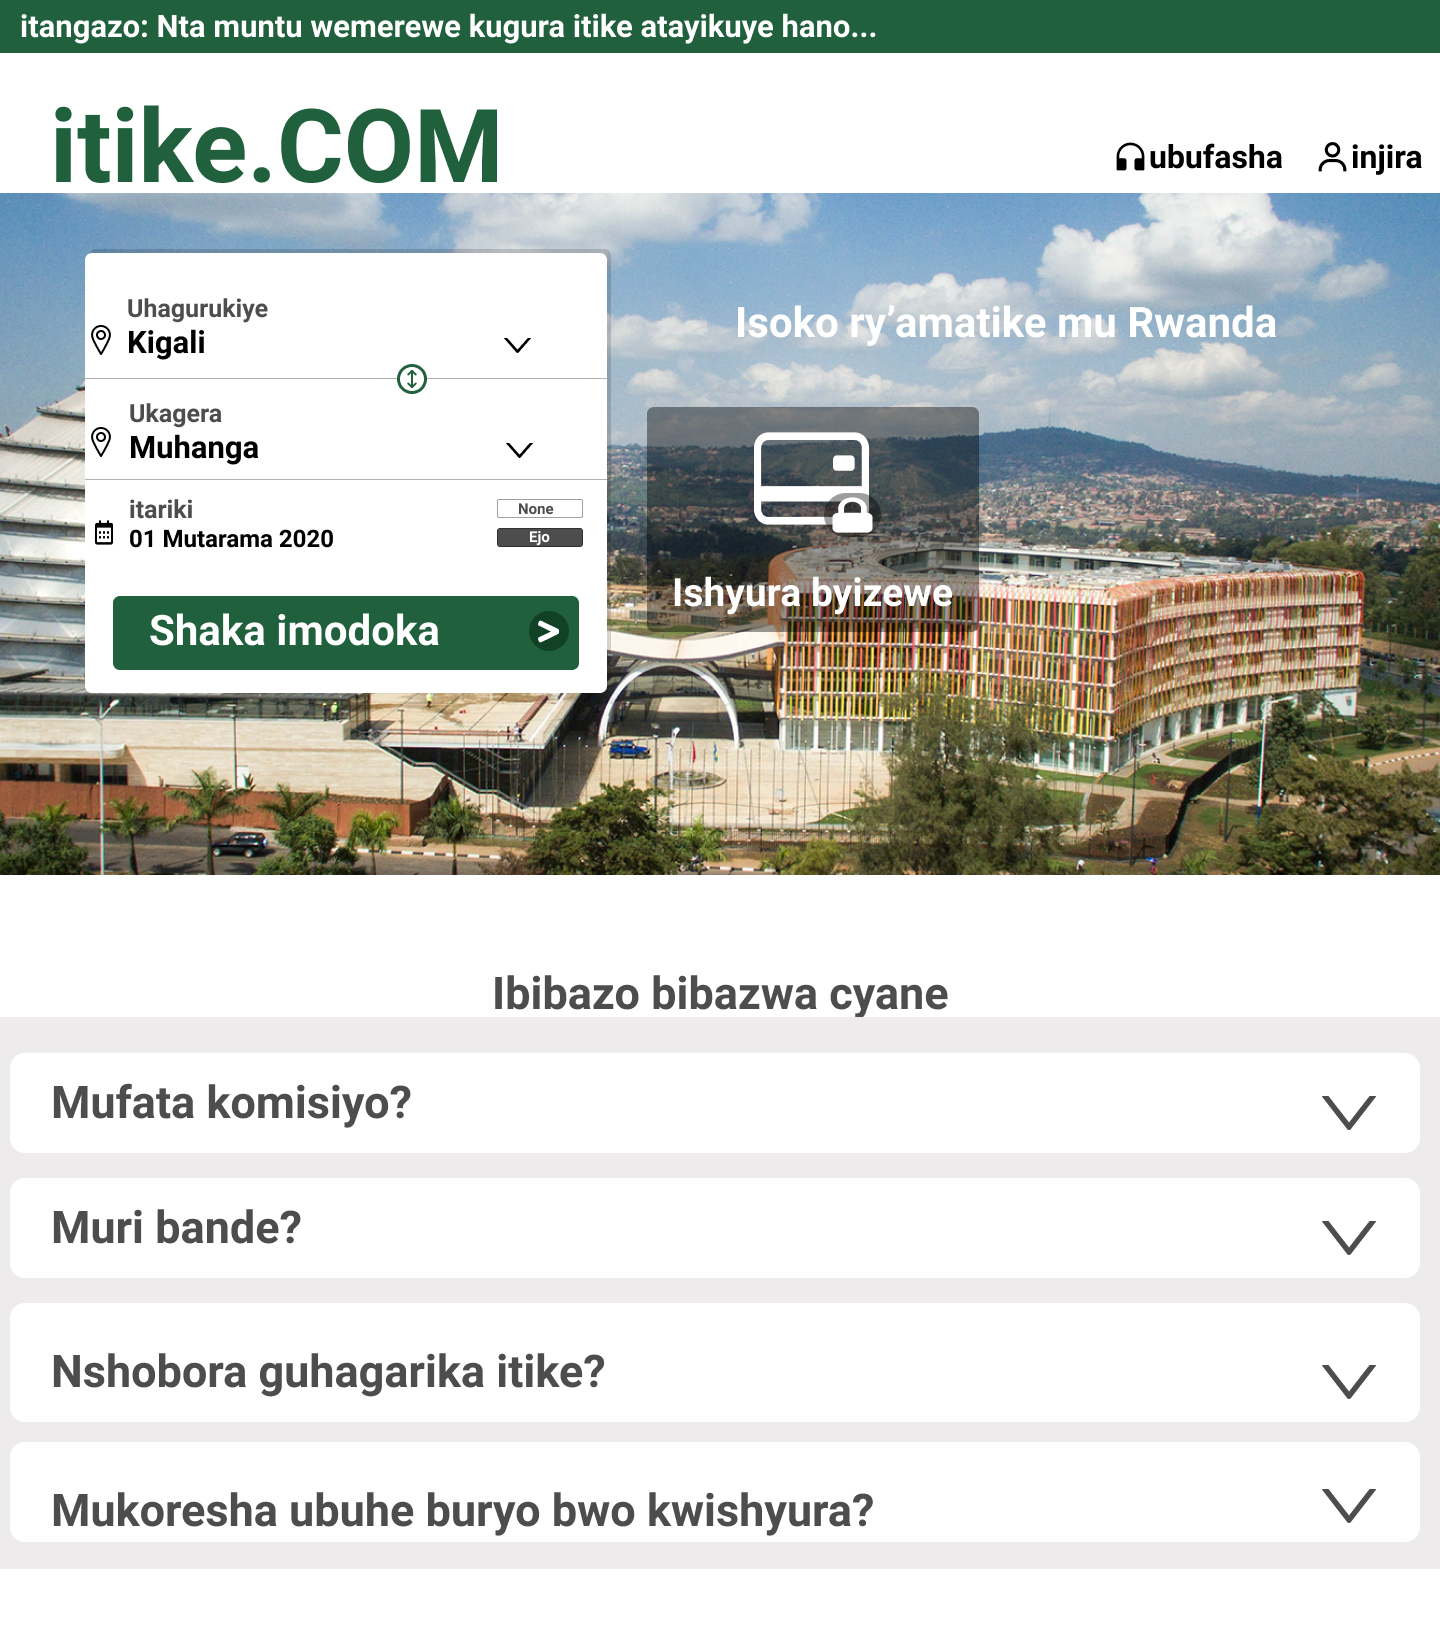 itangazo: Nta muntu wemerewe kugura itike atayikuye hano...
itike.COM
ubufasha
injira
Uhagurukiye
Kigali
Ukagera
Muhanga
itariki
01 Mutarama 2020
None
Ejo
Shaka imodoka
Isoko ry’amatike mu Rwanda
Ishyura byizewe
Ibibazo bibazwa cyane
Mufata komisiyo?
Muri bande?
Nshobora guhagarika itike?
Mukoresha ubuhe buryo bwo kwishyura?